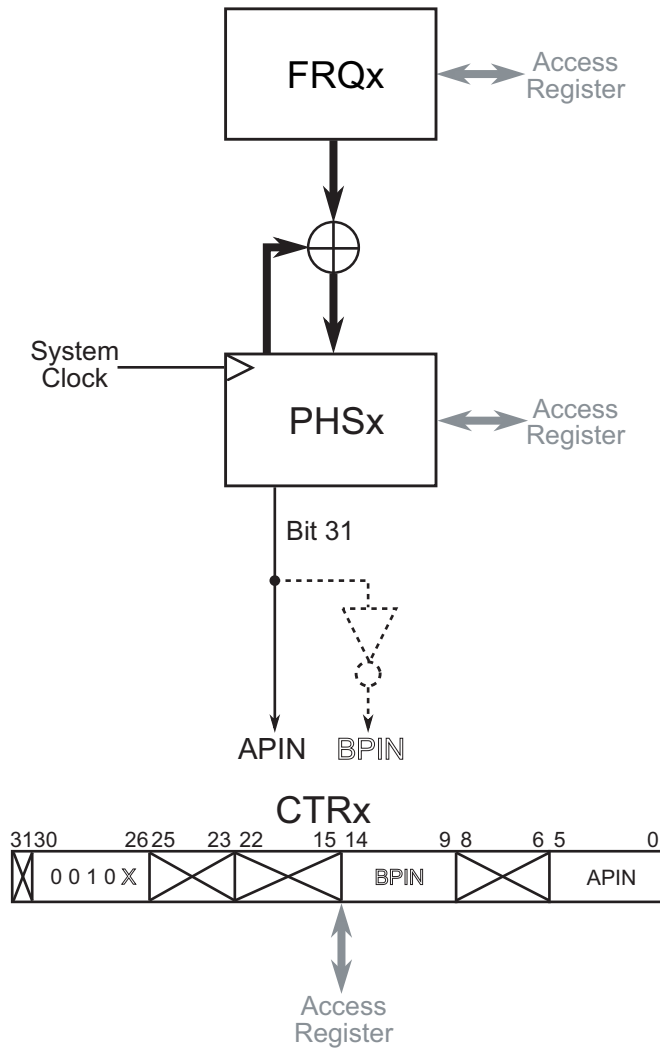 FRQx
Access
Register
System
Clock
PHSx
Access
Register
Bit 31
APIN BPIN
CTRx
31 30 26 25 23 22 15 14 9 8 6 5 0
0 0 1 0 X BPIN APIN
Access
Register